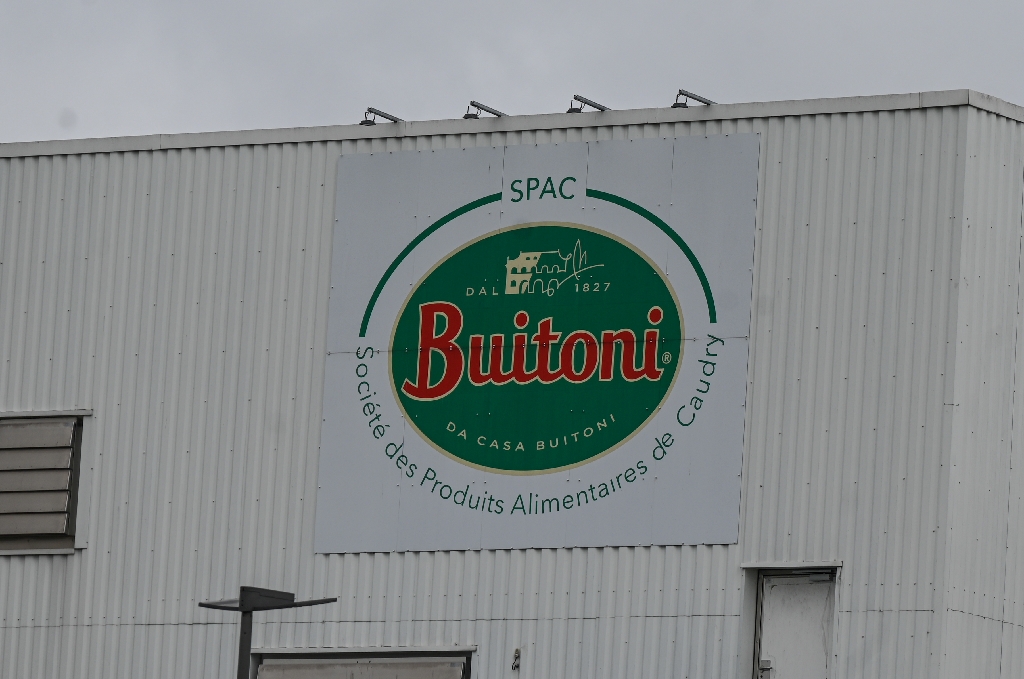 SPAC
DAL 1827
Buitoni®
DA CASA BUITONI
Société des Produits Alimentaires de Caudry